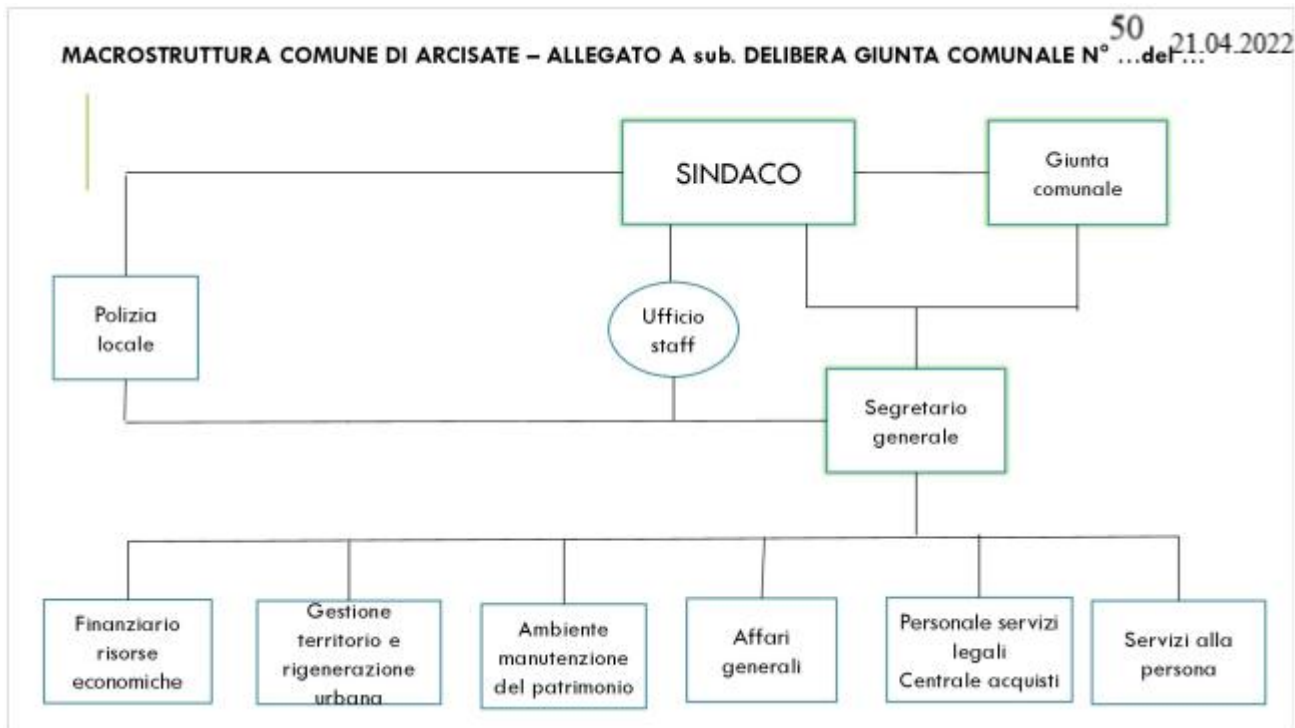 MACROSTRUTTURA COMUNE DI ARCISATE – ALLEGATO A sub. DELIBERA GIUNTA COMUNALE N° ...del ...
50
21.04.2022
SINDACO
Giunta
comunale
Polizia
locale
Ufficio
staff
Segretario
generale
Finanziario
risorse
economiche
Gestione
territorio e
rigenerazione
urbana
Ambiente
manutenzione
del patrimonio
Affari
generali
Personale servizi
legali
Centrale acquisti
Servizi alla
persona